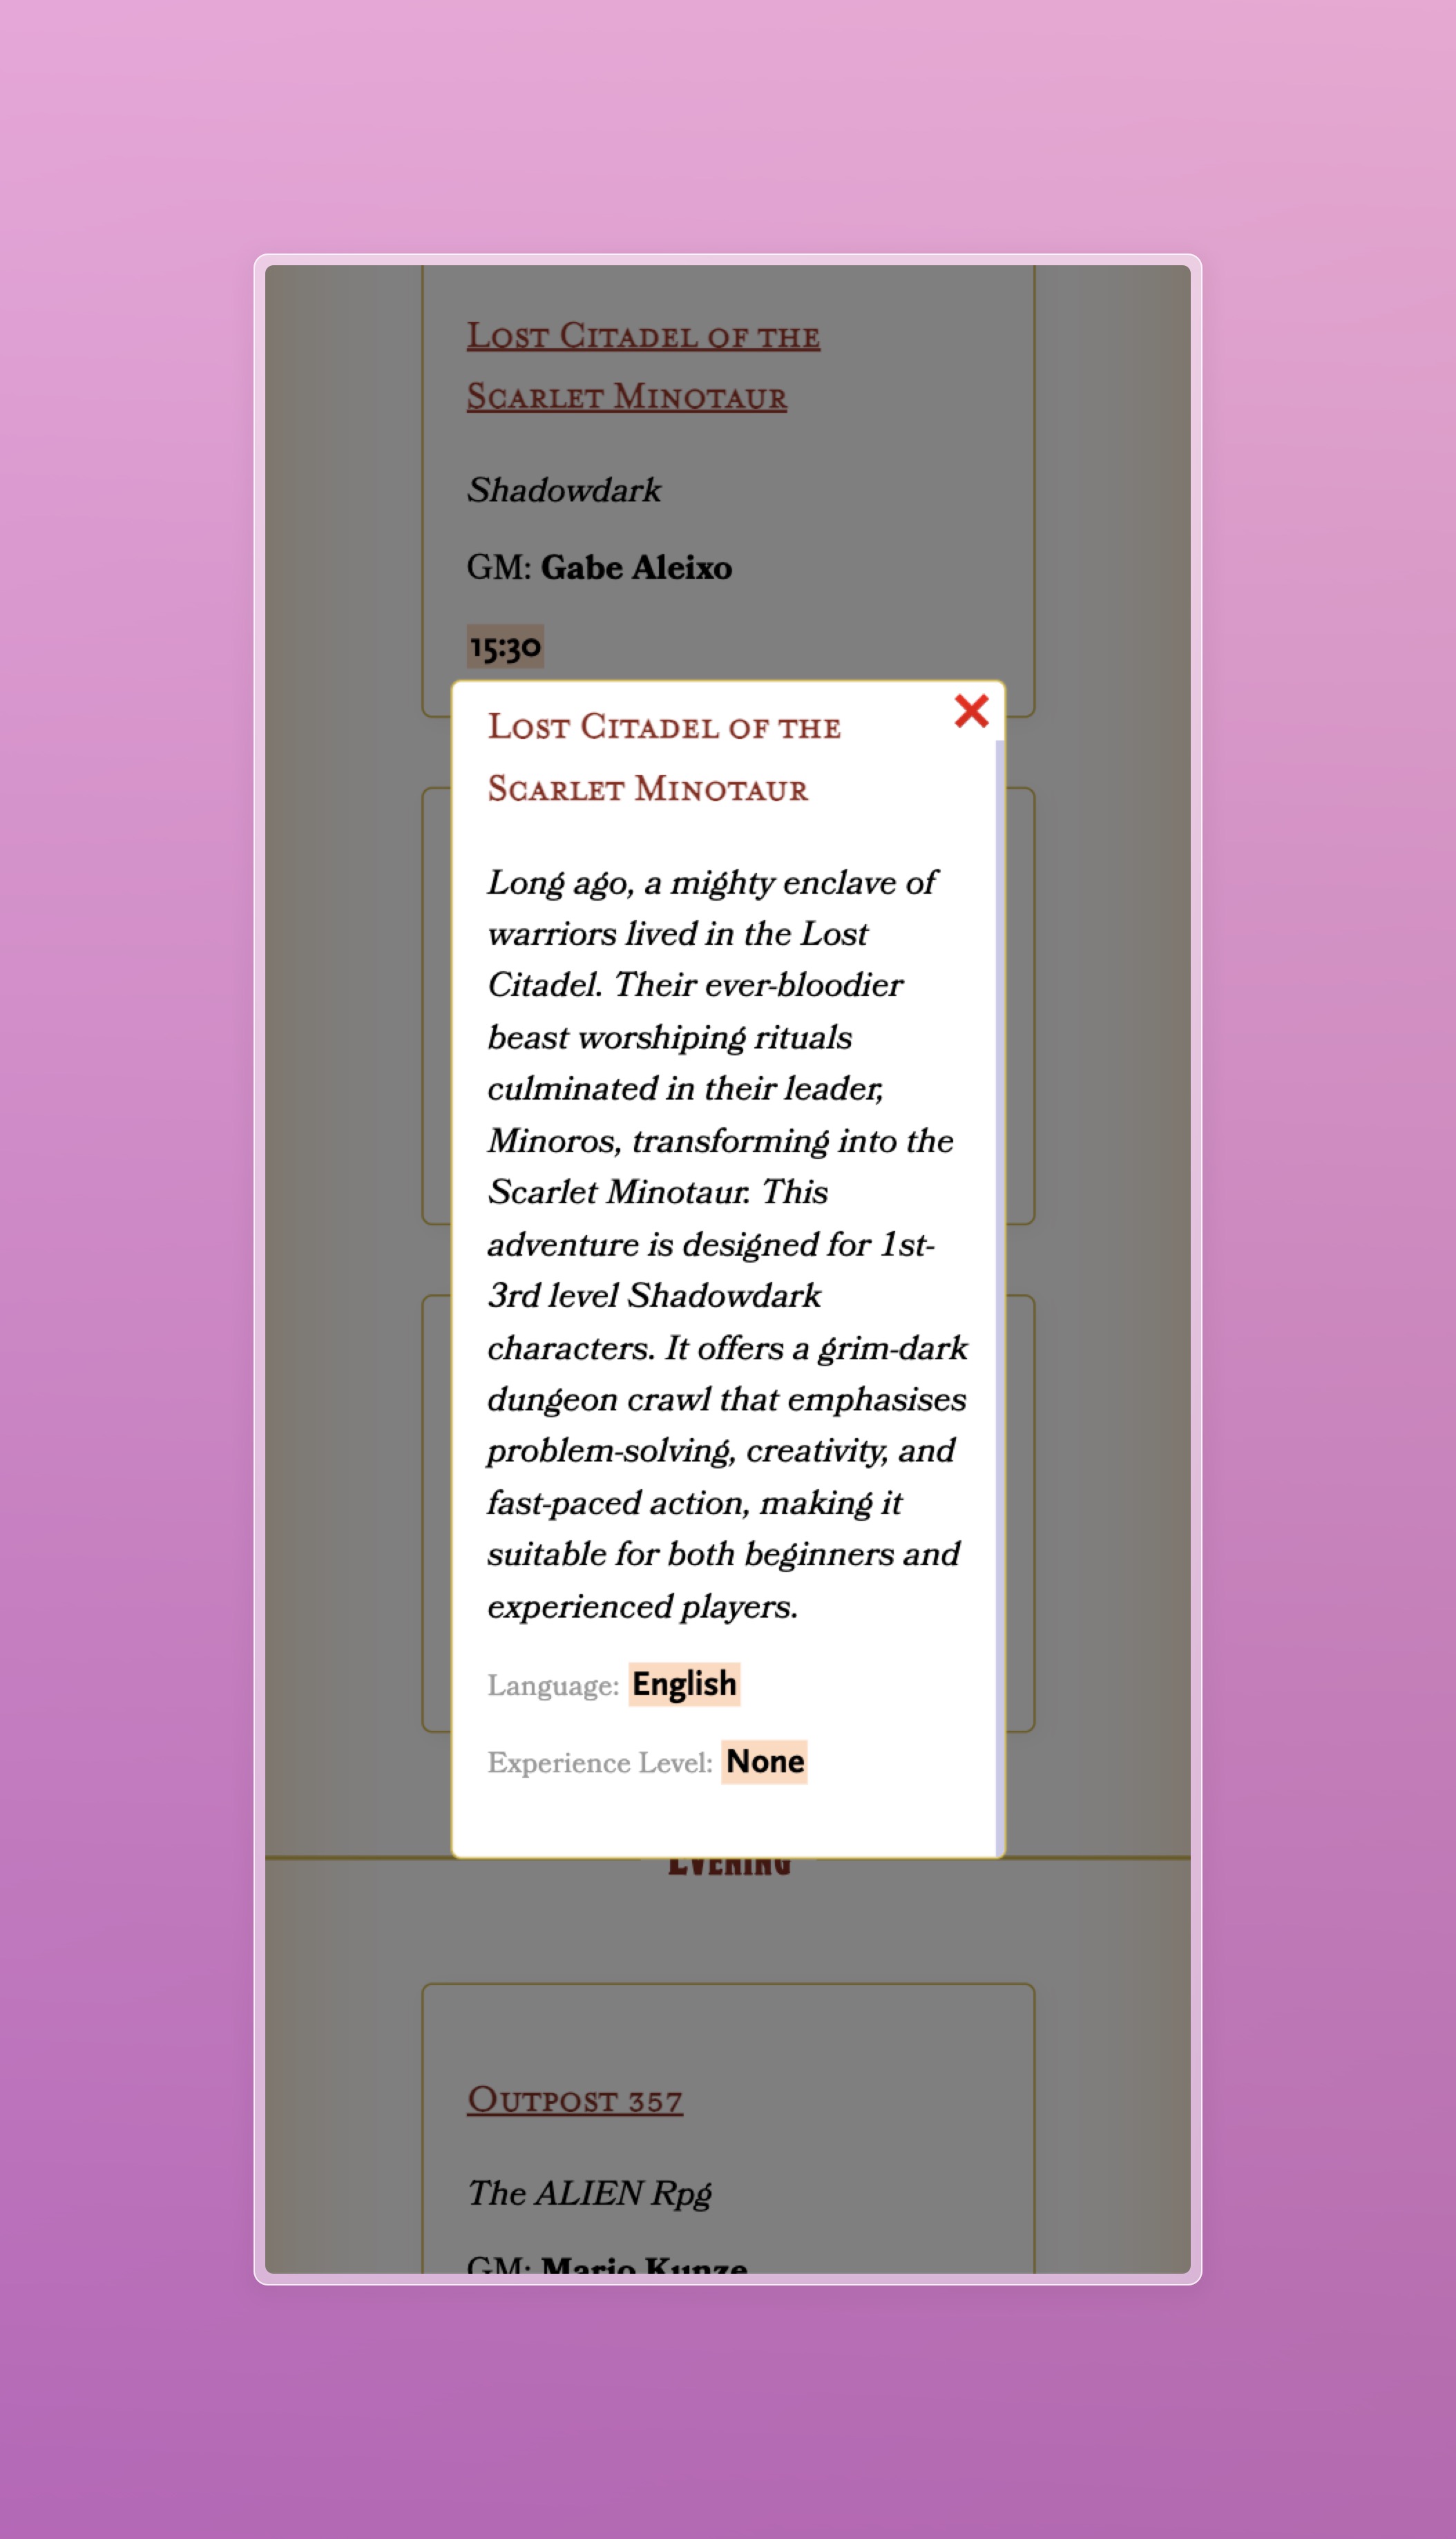 Lost Citadel of the
Scarlet Minotaur
Shadowdark
GM: Gabe Aleixo
15:30
Lost Citadel of the
Scarlet Minotaur
Long ago, a mighty enclave of
warriors lived in the Lost
Citadel. Their ever-bloodier
beast worshiping rituals
culminated in their leader,
Minoros, transforming into the
Scarlet Minotaur. This
adventure is designed for 1st-
3rd level Shadowdark
characters. It offers a grim-dark
dungeon crawl that emphasises
problem-solving, creativity, and
fast-paced action, making it
suitable for both beginners and
experienced players.
Language: English
Experience Level: None
Evening
Outpost 357
The ALIEN Rpg
GM: Mario Kunze